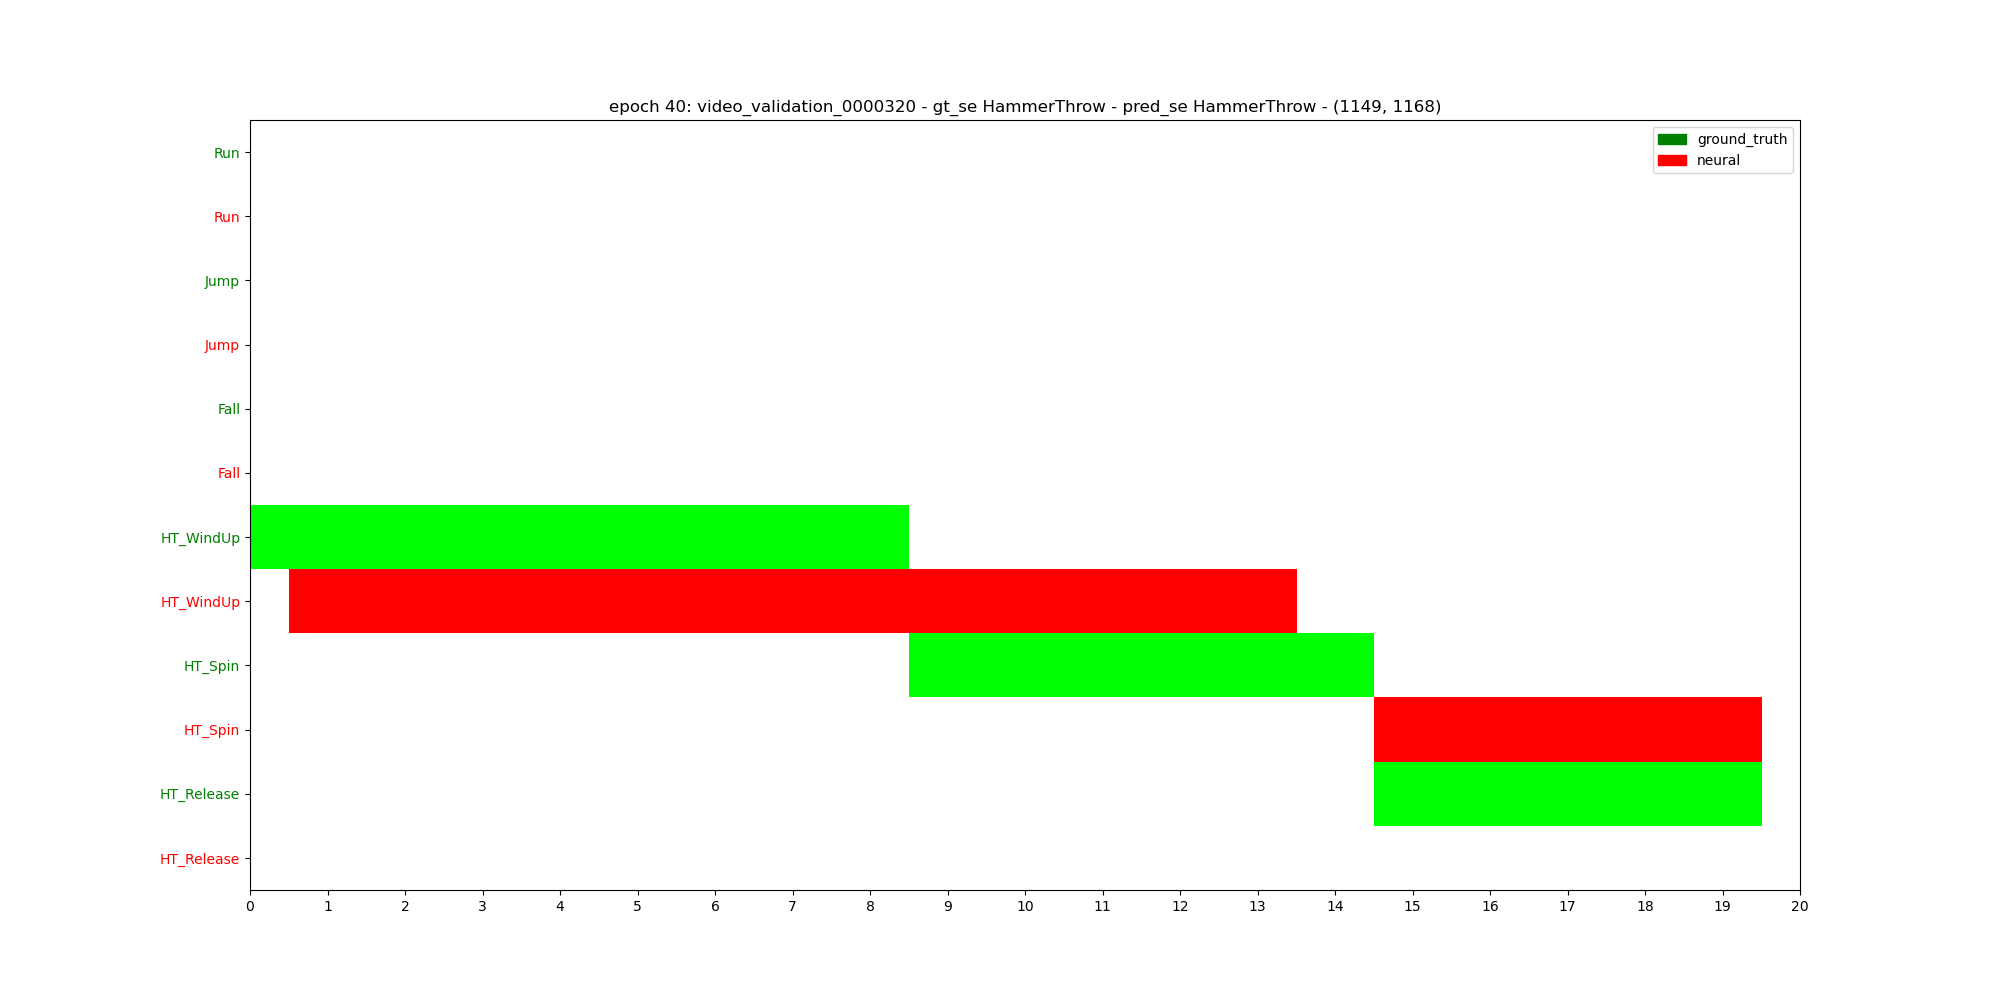 epoch 40: video_validation_0000320 - gt_se HammerThrow - pred_se HammerThrow - (1149, 1168)
ground_truth
neural
Run
Run
Jump
Jump
Fall
Fall
HT_WindUp
HT_WindUp
HT_Spin
HT_Spin
HT_Release
HT_Release
0 1 2 3 4 5 6 7 8 9 10 11 12 13 14 15 16 17 18 19 20